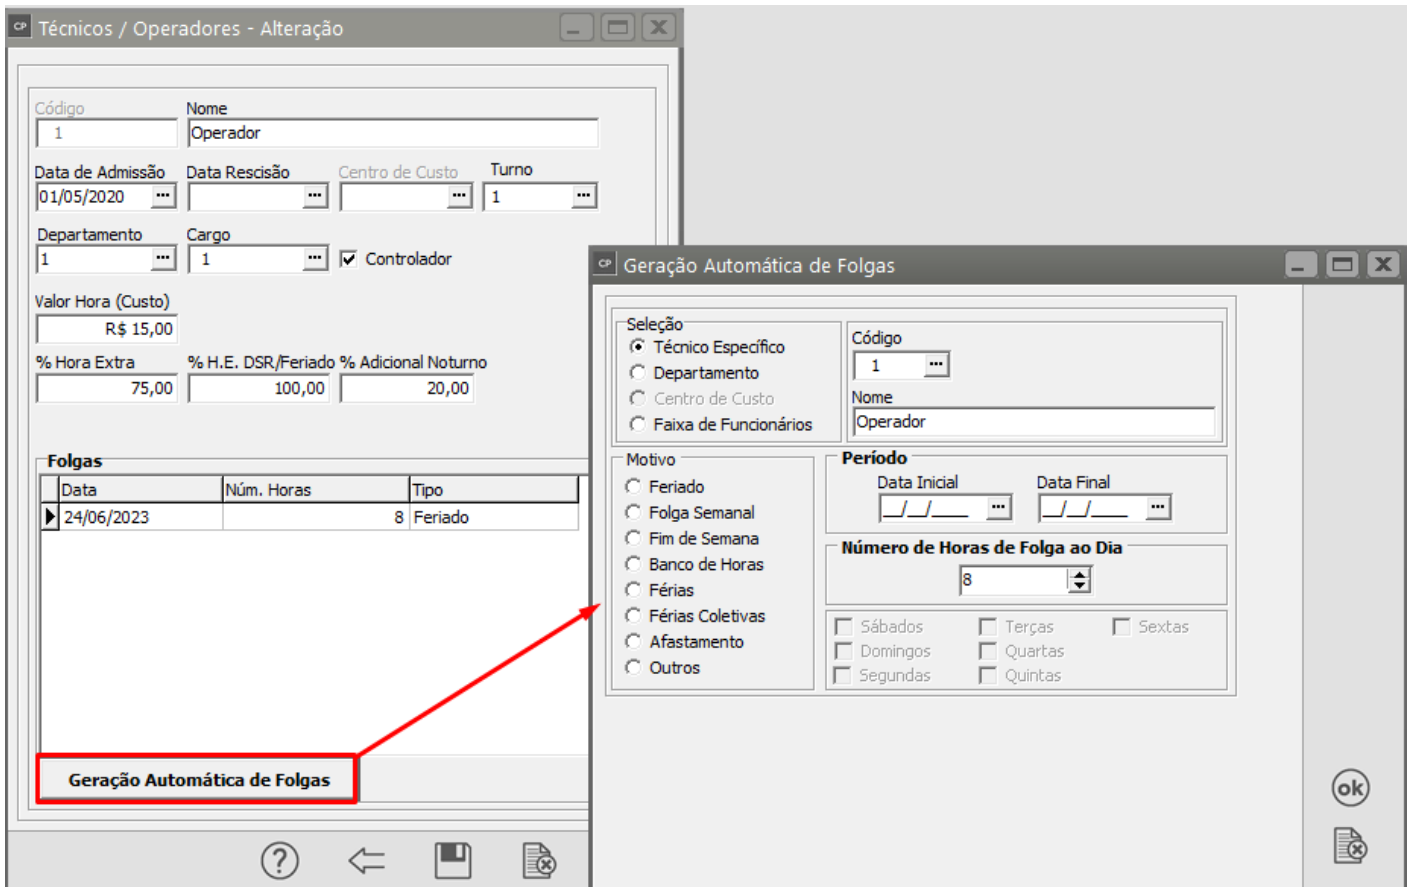 CP Técnicos / Operadores - Alteração
Código Nome
1 Operador
Data de Admissão Data Rescisão Centro de Custo Turno
01/05/2020 ... ... ... 1 ...
Departamento Cargo
1 ... 1 ... Controlador
Valor Hora (Custo)
R$ 15,00
% Hora Extra % H.E. DSR/Feriado % Adicional Noturno
75,00 100,00 20,00
Folgas
Data Núm. Horas Tipo
24/06/2023 8 Feriado
Geração Automática de Folgas
?
CP Geração Automática de Folgas
Seleção
Técnico Específico
Departamento
Centro de Custo
Faixa de Funcionários
Código
1 ...
Nome
Operador
Motivo
Feriado
Folga Semanal
Fim de Semana
Banco de Horas
Férias
Férias Coletivas
Afastamento
Outros
Período
Data Inicial Data Final
__/__/____ ... __/__/____ ...
Número de Horas de Folga ao Dia
8
Sábados Terças Sextas
Domingos Quartas
Segundas Quintas
ok